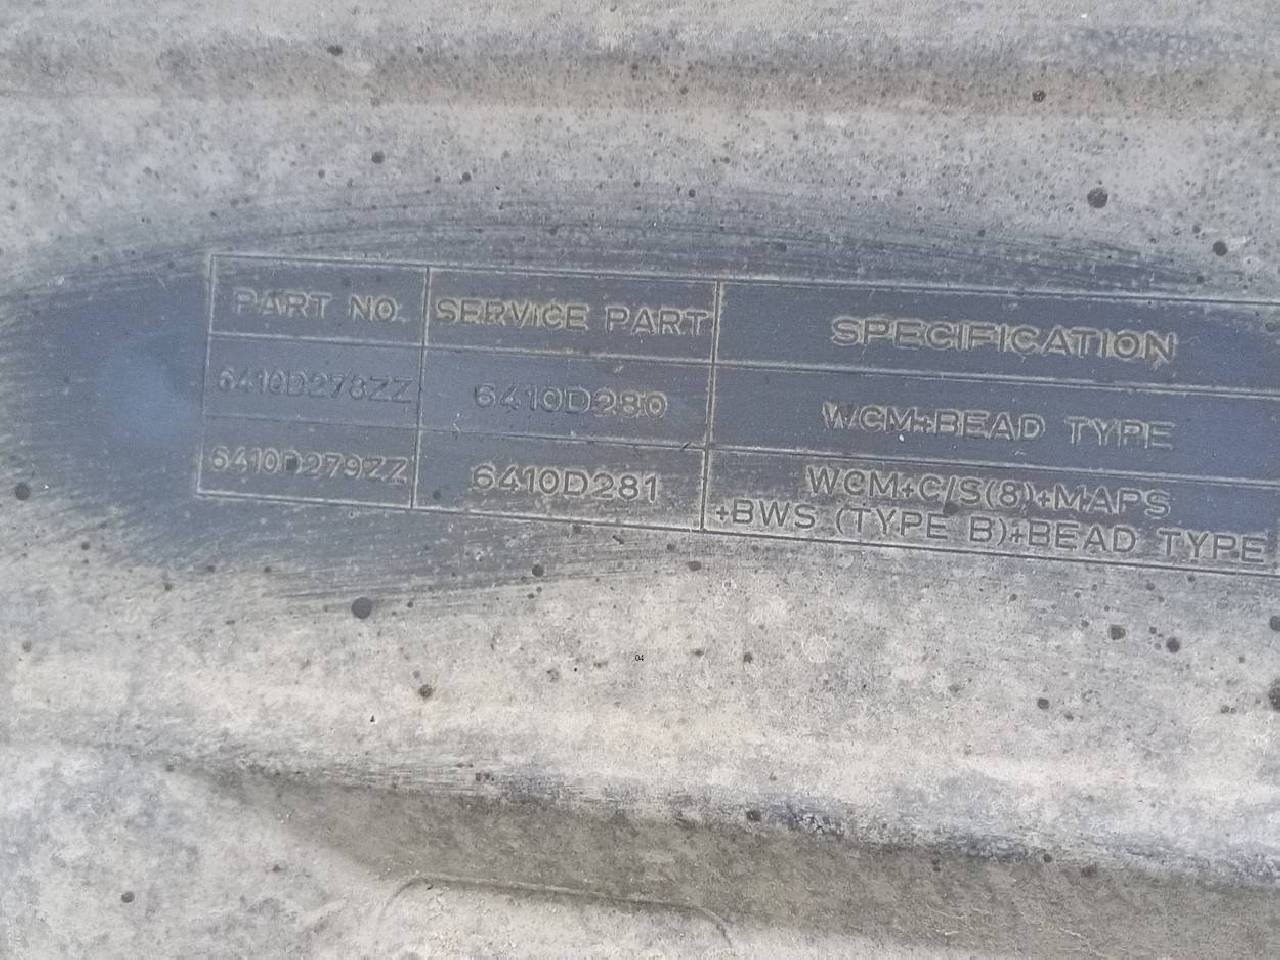 PART NO. SERVICE PART SPECIFICATION
6410D278ZZ 6410D280 WCM+BEAD TYPE
6410D279ZZ 6410D281 WCM+C/S(8)+MAPS
+BWS (TYPE B)+BEAD TYPE